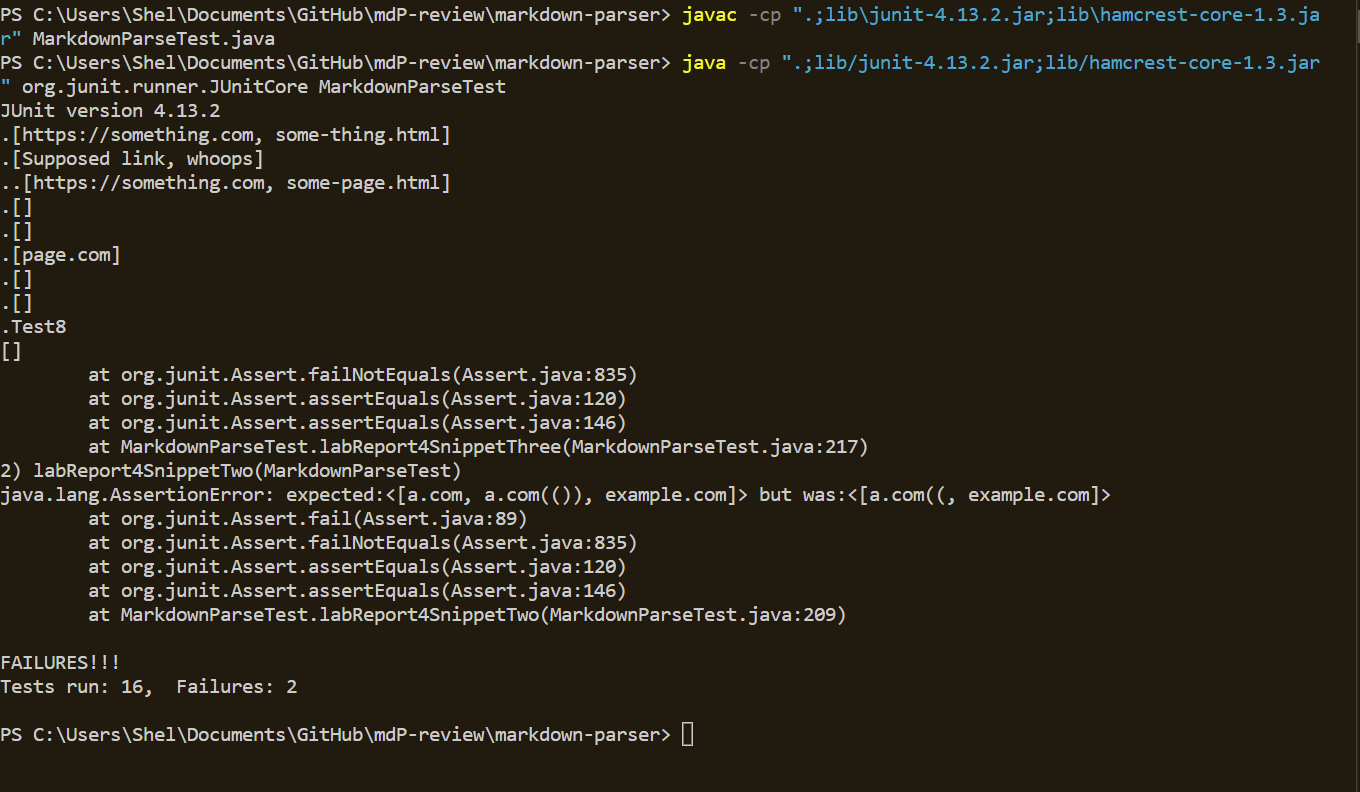 PS C:\Users\Shel\Documents\GitHub\mdP-review\markdown-parser> javac -cp ".;lib\junit-4.13.2.jar;lib\hamcrest-core-1.3.ja
r" MarkdownParseTest.java
PS C:\Users\Shel\Documents\GitHub\mdP-review\markdown-parser> java -cp ".;lib/junit-4.13.2.jar;lib/hamcrest-core-1.3.jar
" org.junit.runner.JUnitCore MarkdownParseTest
JUnit version 4.13.2
.[https://something.com, some-thing.html]
.[Supposed link, whoops]
..[https://something.com, some-page.html]
.[]
.[]
.[page.com]
.[]
.[]
.Test8
[]
        at org.junit.Assert.failNotEquals(Assert.java:835)
        at org.junit.Assert.assertEquals(Assert.java:120)
        at org.junit.Assert.assertEquals(Assert.java:146)
        at MarkdownParseTest.labReport4SnippetThree(MarkdownParseTest.java:217)
2) labReport4SnippetTwo(MarkdownParseTest)
java.lang.AssertionError: expected:<[a.com, a.com(()), example.com]> but was:<[a.com((, example.com]>
        at org.junit.Assert.fail(Assert.java:89)
        at org.junit.Assert.failNotEquals(Assert.java:835)
        at org.junit.Assert.assertEquals(Assert.java:120)
        at org.junit.Assert.assertEquals(Assert.java:146)
        at MarkdownParseTest.labReport4SnippetTwo(MarkdownParseTest.java:209)

FAILURES!!!
Tests run: 16,  Failures: 2

PS C:\Users\Shel\Documents\GitHub\mdP-review\markdown-parser>